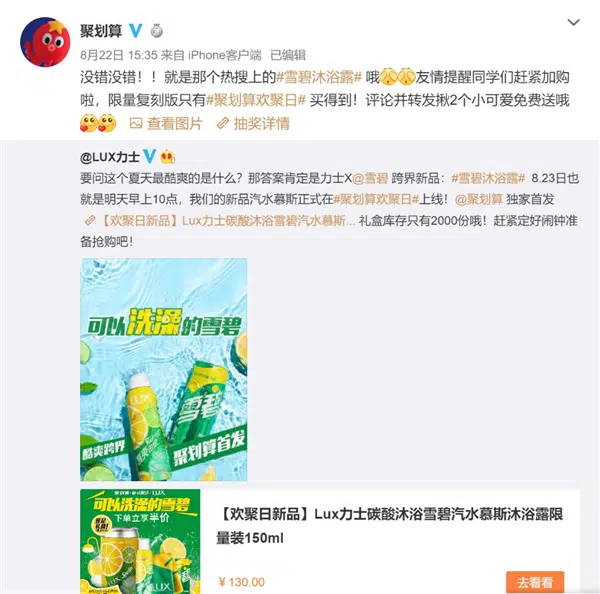 聚划算
8月22日 15:35 来自 iPhone客户端 已编辑
没错没错！！就是那个热搜上的#雪碧沐浴露# 哦 友情提醒同学们赶紧加购
啦，限量复刻版只有#聚划算欢聚日# 买得到！评论并转发揪2个小可爱免费送哦
查看图片 抽奖详情
@LUX力士
要问这个夏天最酷爽的是什么？那答案肯定是力士X@雪碧 跨界新品：#雪碧沐浴露# 8.23日也
就是明天早上10点，我们的新品汽水慕斯正式在#聚划算欢聚日#上线！@聚划算 独家首发
【欢聚日新品】Lux力士碳酸沐浴雪碧汽水慕斯... 礼盒库存只有2000份哦！赶紧定好闹钟准
备抢购吧！
可以洗澡的雪碧
LUX
雪碧
酷爽跨界
聚划算首发
LUX
可以洗澡的雪碧
下单立享半价
LUX
【欢聚日新品】Lux力士碳酸沐浴雪碧汽水慕斯沐浴露限
量装150ml
￥130.00
去看看